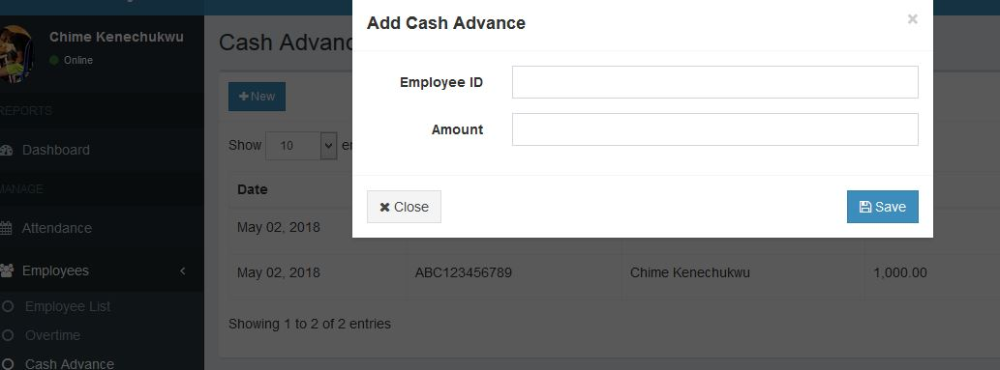 Add Cash Advance
×
Chime Kenechukwu
Online
Cash Advanc
Employee ID
Amount
New
REPORTS
Show 10 en
Dashboard
MANAGE
Date
Close
Save
Attendance
May 02, 2018
Employees
May 02, 2018 ABC123456789 Chime Kenechukwu 1,000.00
Employee List
Showing 1 to 2 of 2 entries
Overtime
Cash Advance